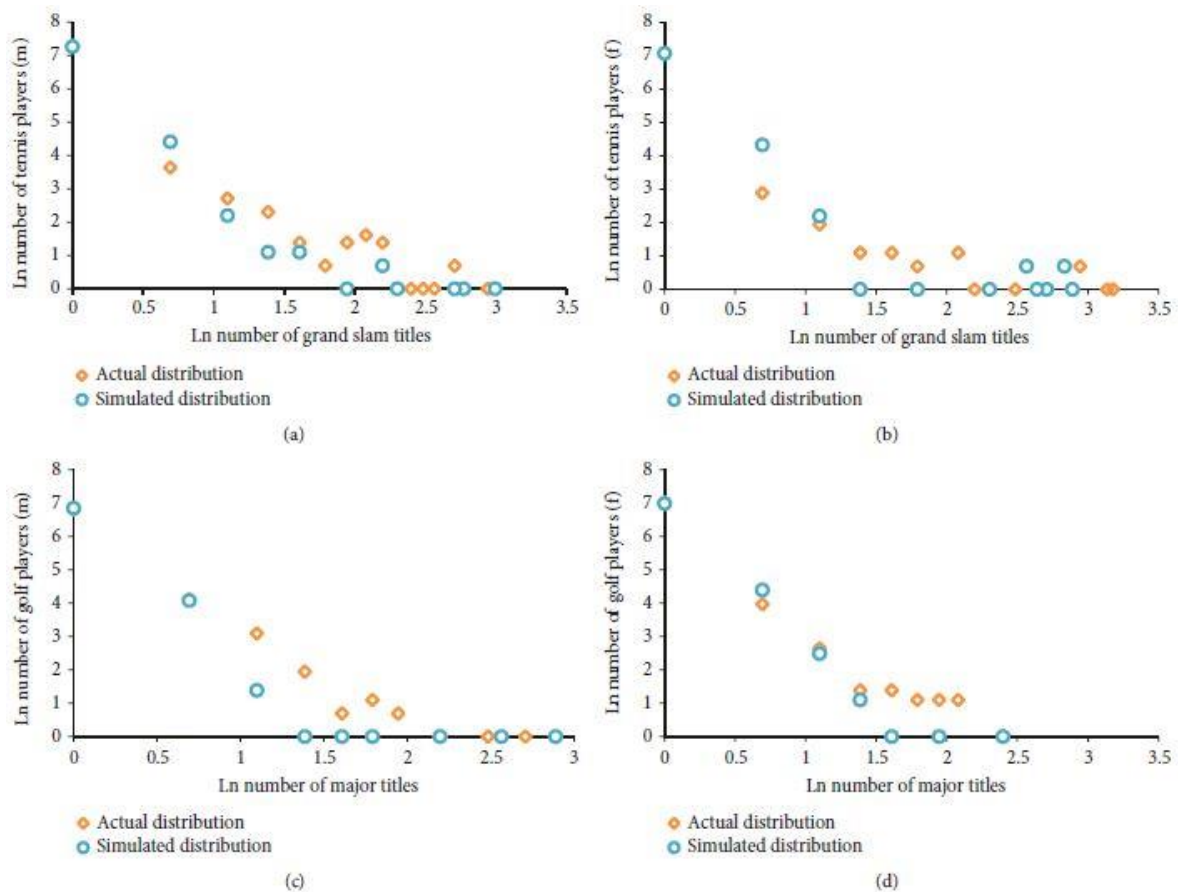 Ln number of tennis players (m)
8
7
6
5
4
3
2
1
0
0 0.5 1 1.5 2 2.5 3 3.5
Ln number of grand slam titles
Actual distribution
Simulated distribution
(a)
Ln number of tennis players (f)
8
7
6
5
4
3
2
1
0
0 0.5 1 1.5 2 2.5 3 3.5
Ln number of grand slam titles
Actual distribution
Simulated distribution
(b)
Ln number of golf players (m)
8
7
6
5
4
3
2
1
0
0 0.5 1 1.5 2 2.5 3
Ln number of major titles
Actual distribution
Simulated distribution
(c)
Ln number of golf players (f)
8
7
6
5
4
3
2
1
0
0 0.5 1 1.5 2 2.5 3 3.5
Ln number of major titles
Actual distribution
Simulated distribution
(d)